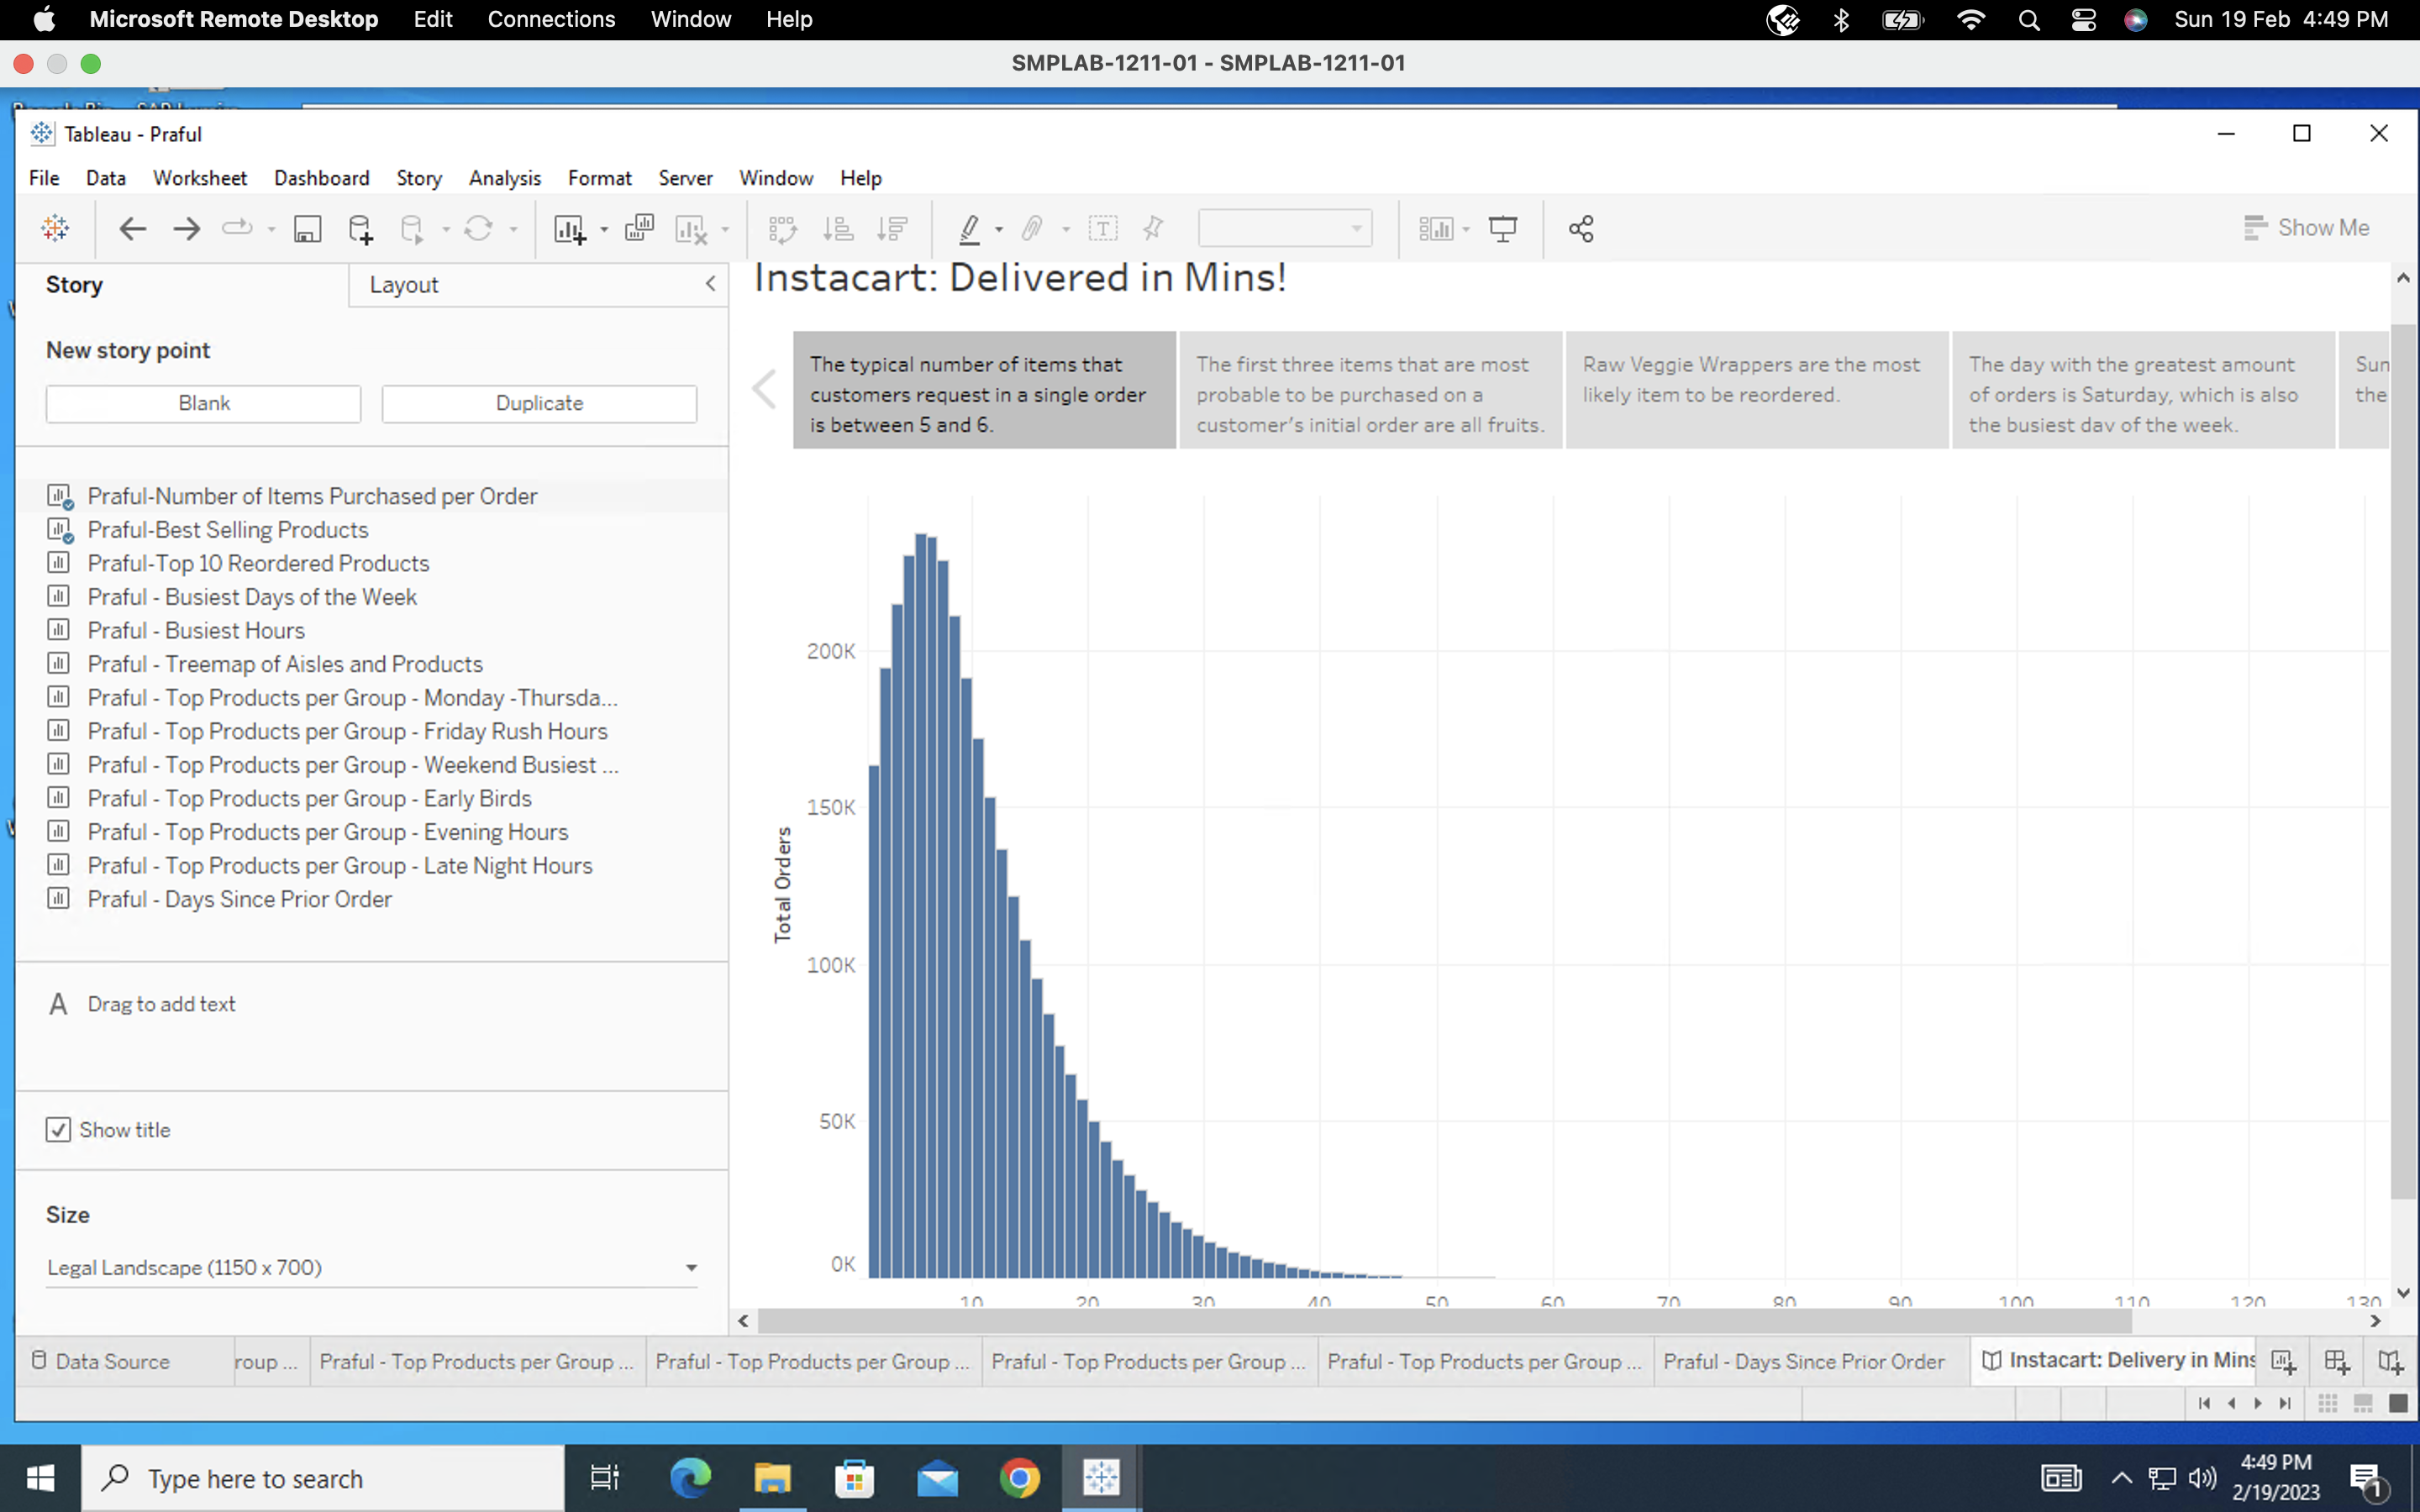 Microsoft Remote Desktop Edit Connections Window Help Sun 19 Feb 4:49 PM
SMPLAB-1211-01 - SMPLAB-1211-01
Tableau - Praful
File Data Worksheet Dashboard Story Analysis Format Server Window Help
Show Me
Story Layout
New story point
Blank Duplicate
Praful-Number of Items Purchased per Order
Praful-Best Selling Products
Praful-Top 10 Reordered Products
Praful - Busiest Days of the Week
Praful - Busiest Hours
Praful - Treemap of Aisles and Products
Praful - Top Products per Group - Monday -Thursda...
Praful - Top Products per Group - Friday Rush Hours
Praful - Top Products per Group - Weekend Busiest ...
Praful - Top Products per Group - Early Birds
Praful - Top Products per Group - Evening Hours
Praful - Top Products per Group - Late Night Hours
Praful - Days Since Prior Order
A Drag to add text
Show title
Size
Legal Landscape (1150 x 700)
Instacart: Delivered in Mins!
The typical number of items that
customers request in a single order
is between 5 and 6.
The first three items that are most
probable to be purchased on a
customer's initial order are all fruits.
Raw Veggie Wrappers are the most
likely item to be reordered.
The day with the greatest amount
of orders is Saturday, which is also
the busiest day of the week.
Sun
the
Total Orders
200K
150K
100K
50K
0K
10 20 30 40 50 60 70 80 90 100 110 120 130
Data Source roup ... Praful - Top Products per Group ... Praful - Top Products per Group ... Praful - Top Products per Group ... Praful - Top Products per Group ... Praful - Days Since Prior Order Instacart: Delivery in Mins
Type here to search
4:49 PM
2/19/2023
1